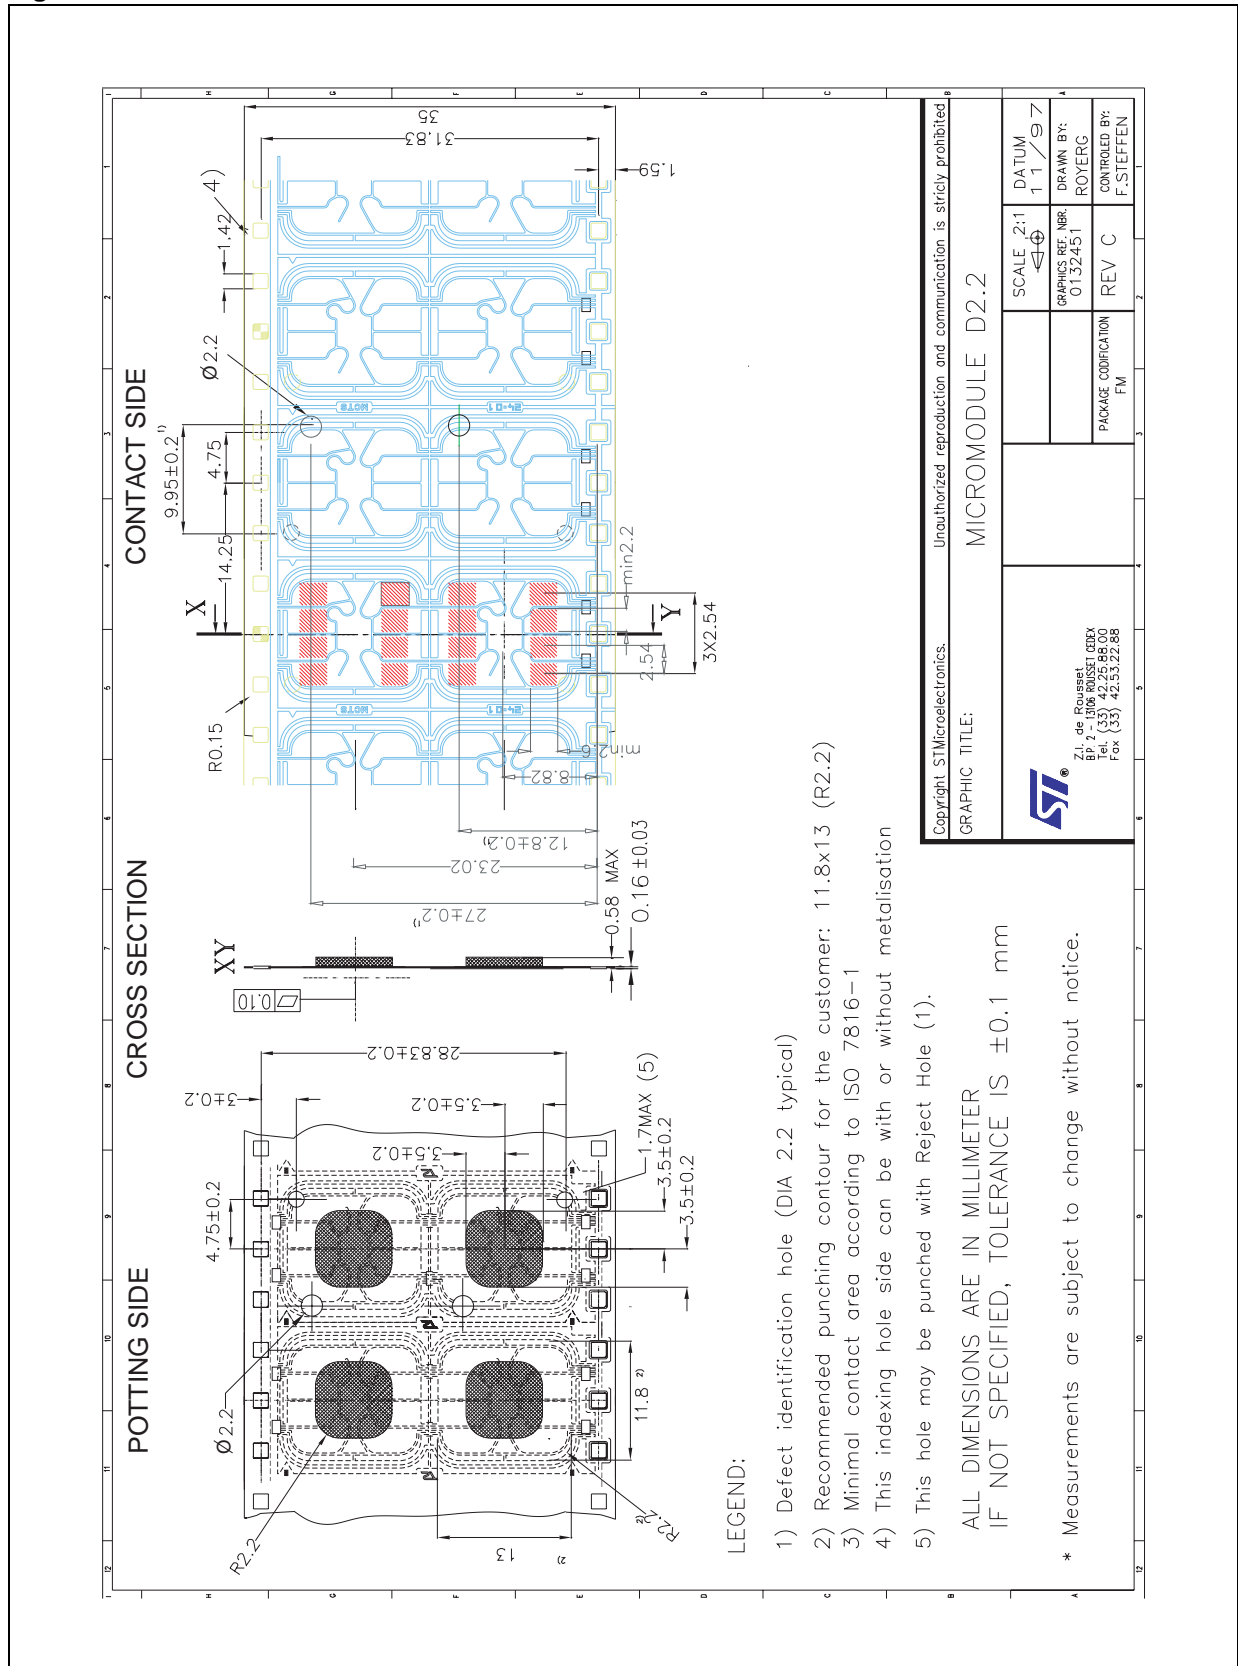 POTTING SIDE
CROSS SECTION
CONTACT SIDE
Ø2.2
R2.2
4.75±0.2
3±0.2
28.83±0.2
3.5±0.2
3.5±0.2
1.7MAX (5)
3.5±0.2
3.5±0.2
11.8 2)
13 2)
R2.2 2)
XY
0.10
0.58 MAX
0.16±0.03
27±0.2 1)
23.02
12.8±0.2 1)
8.82
min2.6
R0.15
X
Y
14.25
4.75
9.95±0.2 1)
Ø2.2
1.42
4)
35
31.83
1.59
min2.2
2.54
3X2.54
MCTS
24-01
MCTS
24-01
LEGEND:
1) Defect identification hole (DIA 2.2 typical)
2) Recommended punching contour for the customer: 11.8x13 (R2.2)
3) Minimal contact area according to ISO 7816-1
4) This indexing hole side can be with or without metalisation
5) This hole may be punched with Reject Hole (1).
ALL DIMENSIONS ARE IN MILLIMETER
IF NOT SPECIFIED, TOLERANCE IS ±0.1 mm
* Measurements are subject to change without notice.
Copyright STMicroelectronics. Unauthorized reproduction and communication is stricly prohibited
GRAPHIC TITLE:
MICROMODULE D2.2
ST®
Z.I. de Rousset
B.P. 2 - 13106 ROUSSET CEDEX
Tel. (33) 42.25.88.00
Fax (33) 42.53.22.88
SCALE 2:1
DATUM
11/97
GRAPHICS REF. NBR.
0132451
DRAWN BY:
ROYERG
PACKAGE CODIFICATION
FM
REV C
CONTROLED BY:
F.STEFFEN